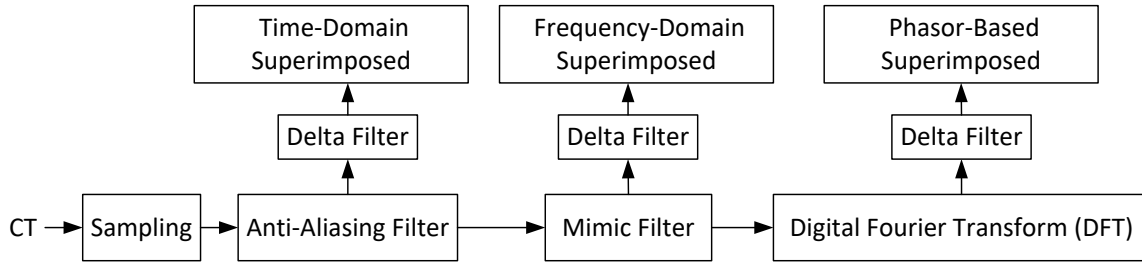 Time-Domain
Superimposed
Frequency-Domain
Superimposed
Phasor-Based
Superimposed
Delta Filter
Delta Filter
Delta Filter
CT
Sampling
Anti-Aliasing Filter
Mimic Filter
Digital Fourier Transform (DFT)